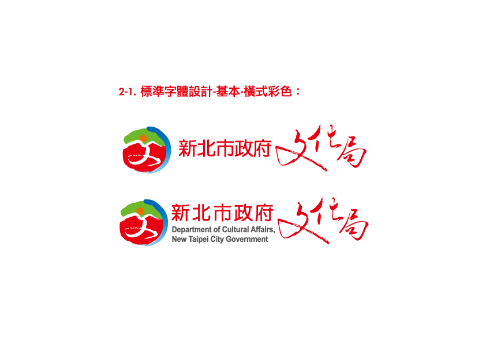 2-1. 標準字體設計-基本-橫式彩色：
新北市政府 文化局
新北市政府 文化局
Department of Cultural Affairs,
New Taipei City Government